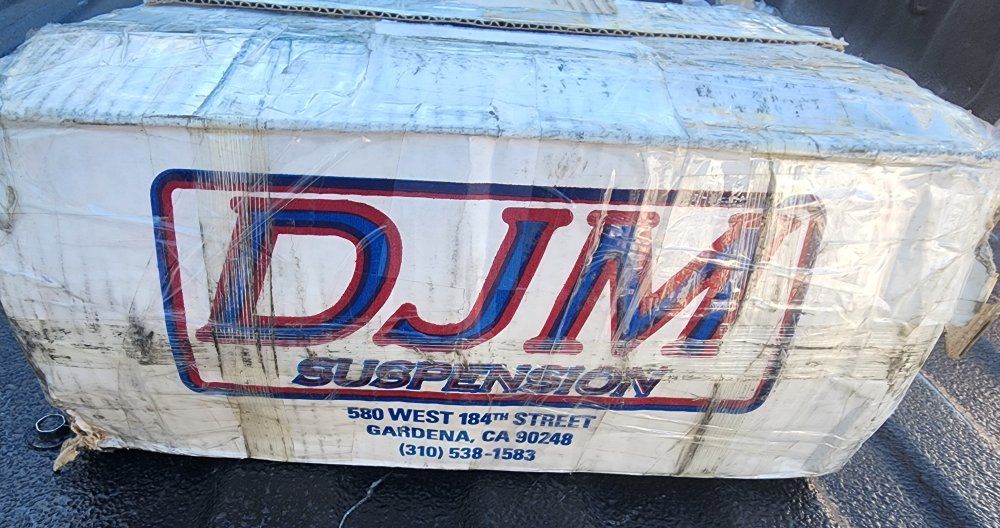 DJM
SUSPENSION
580 WEST 184TH STREET
GARDENA, CA 90248
(310) 538-1583